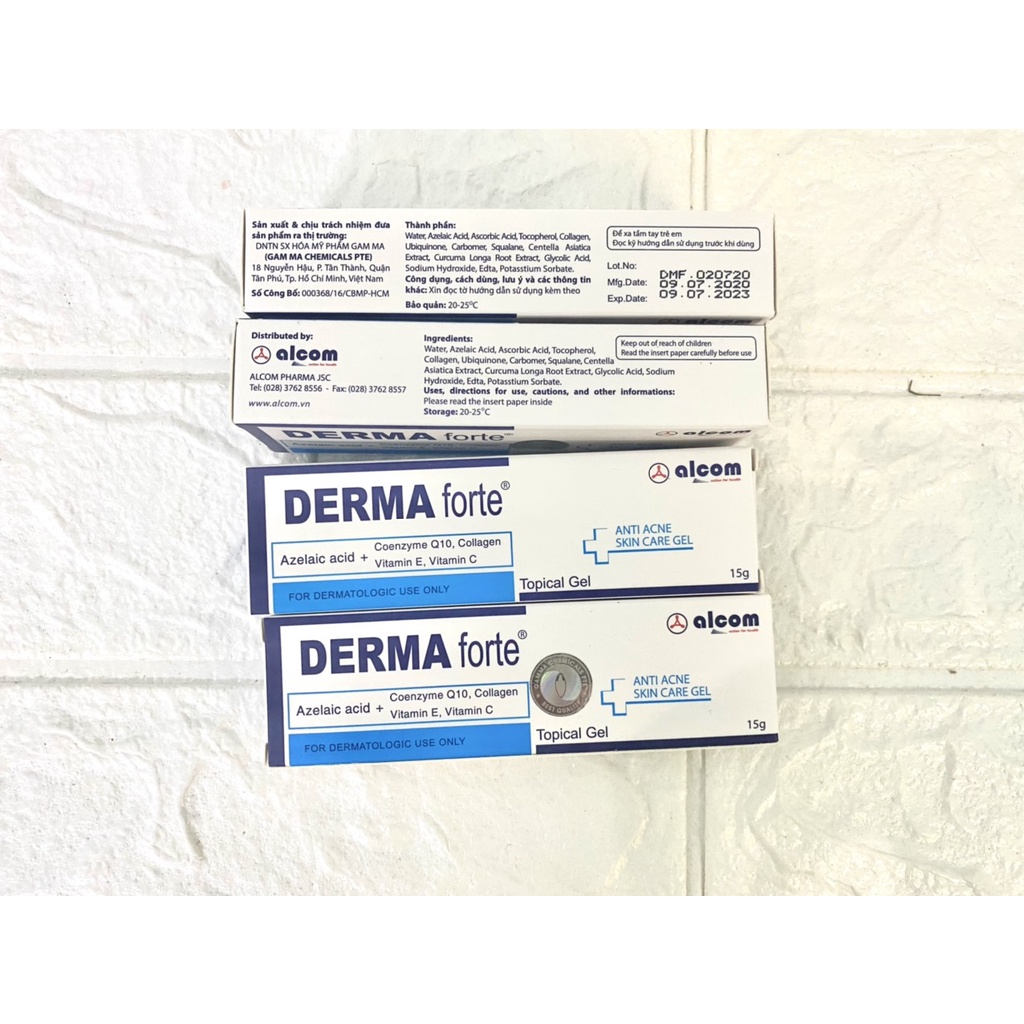 Sản xuất & chịu trách nhiệm đưa
sản phẩm ra thị trường:
DNTN SX HÓA MỸ PHẨM GAM MA
(GAM MA CHEMICALS PTE)
18 Nguyễn Hậu, P. Tân Thành, Quận
Tân Phú, Tp. Hồ Chí Minh, Việt Nam
Số Công Bố: 000368/16/CBMP-HCM
Thành phần:
Water, Azelaic Acid, Ascorbic Acid, Tocopherol, Collagen,
Ubiquinone, Carbomer, Squalane, Centella Asiatica
Extract, Curcuma Longa Root Extract, Glycolic Acid,
Sodium Hydroxide, Edta, Potasstium Sorbate.
Công dụng, cách dùng, lưu ý và các thông tin
khác: Xin đọc tờ hướng dẫn sử dụng kèm theo
Bảo quản: 20-25°C
Để xa tầm tay trẻ em
Đọc kỹ hướng dẫn sử dụng trước khi dùng
Lot.No: DMF.020720
Mfg.Date: 09.07.2020
Exp.Date: 09.07.2023
Distributed by:
alcom
ALCOM PHARMA JSC
Tel: (028) 3762 8556 - Fax: (028) 3762 8557
www.alcom.vn
Ingredients:
Water, Azelaic Acid, Ascorbic Acid, Tocopherol,
Collagen, Ubiquinone, Carbomer, Squalane, Centella
Asiatica Extract, Curcuma Longa Root Extract, Glycolic Acid, Sodium
Hydroxide, Edta, Potasstium Sorbate.
Uses, directions for use, cautions, and other informations:
Please read the insert paper inside
Storage: 20-25°C
Keep out of reach of children
Read the insert paper carefully before use
DERMA forte®
alcom
DERMA forte®
Azelaic acid + Coenzyme Q10, Collagen
Vitamin E, Vitamin C
FOR DERMATOLOGIC USE ONLY
alcom
action for health
ANTI ACNE
SKIN CARE GEL
Topical Gel
15g
DERMA forte®
Azelaic acid + Coenzyme Q10, Collagen
Vitamin E, Vitamin C
FOR DERMATOLOGIC USE ONLY
BEST QUALITY
alcom
action for health
ANTI ACNE
SKIN CARE GEL
Topical Gel
15g